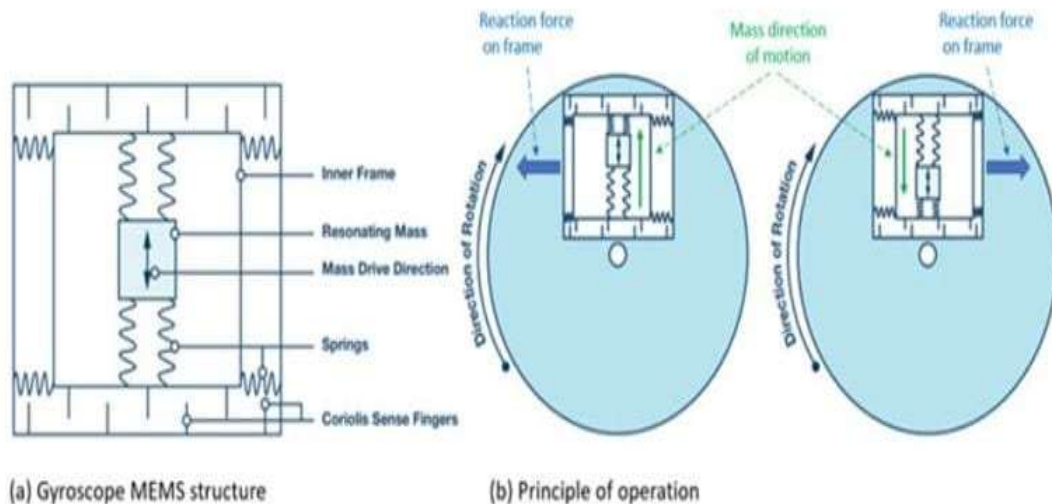 Reaction force
on frame
Mass direction
of motion
Reaction force
on frame
Inner Frame
Resonating Mass
Mass Drive Direction
Springs
Coriolis Sense Fingers
Direction of Rotation
Direction of Rotation
(a) Gyroscope MEMS structure
(b) Principle of operation